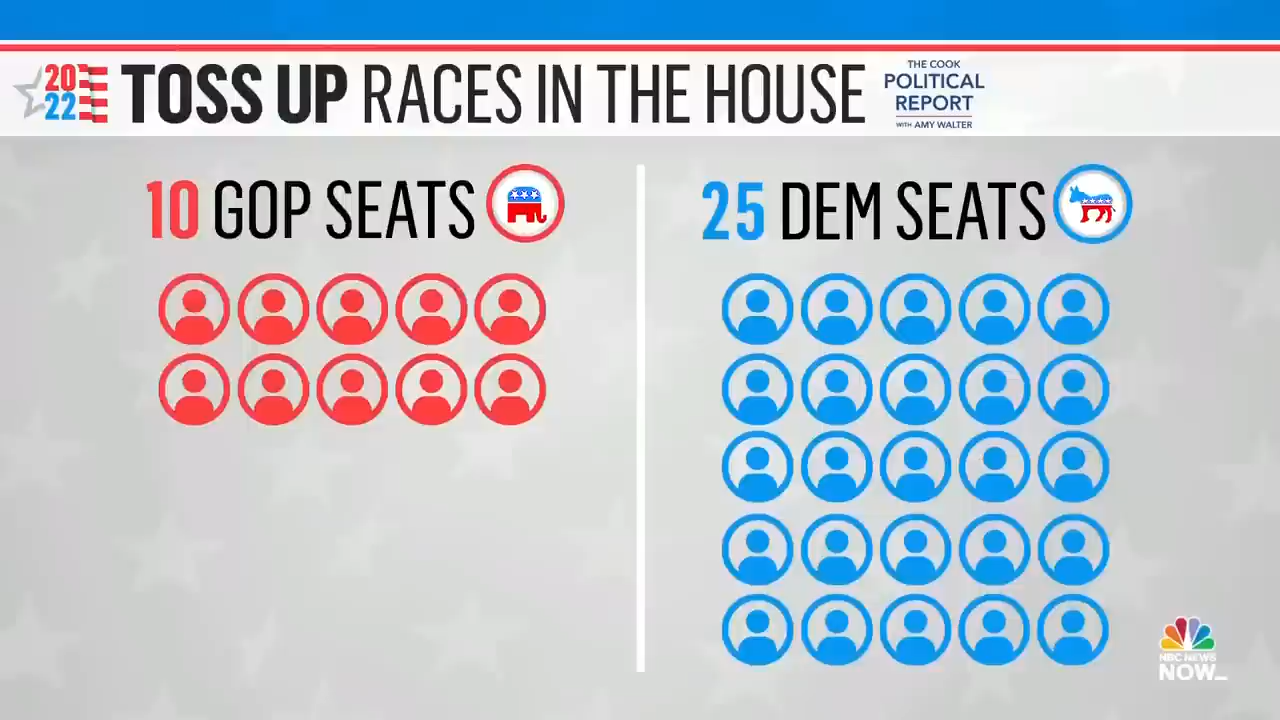 2022
TOSS UP RACES IN THE HOUSE
THE COOK
POLITICAL
REPORT
WITH AMY WALTER
10 GOP SEATS
25 DEM SEATS
NBC NEWS
NOW